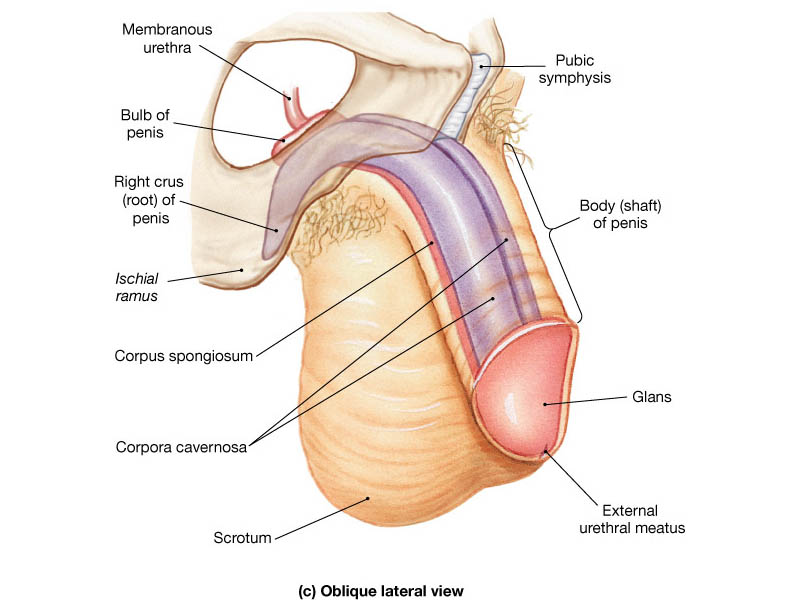 Membranous
urethra
Pubic
symphysis
Bulb of
penis
Right crus
(root) of
penis
Body (shaft)
of penis
Ischial
ramus
Corpus spongiosum
Glans
Corpora cavernosa
External
urethral meatus
Scrotum
(c) Oblique lateral view